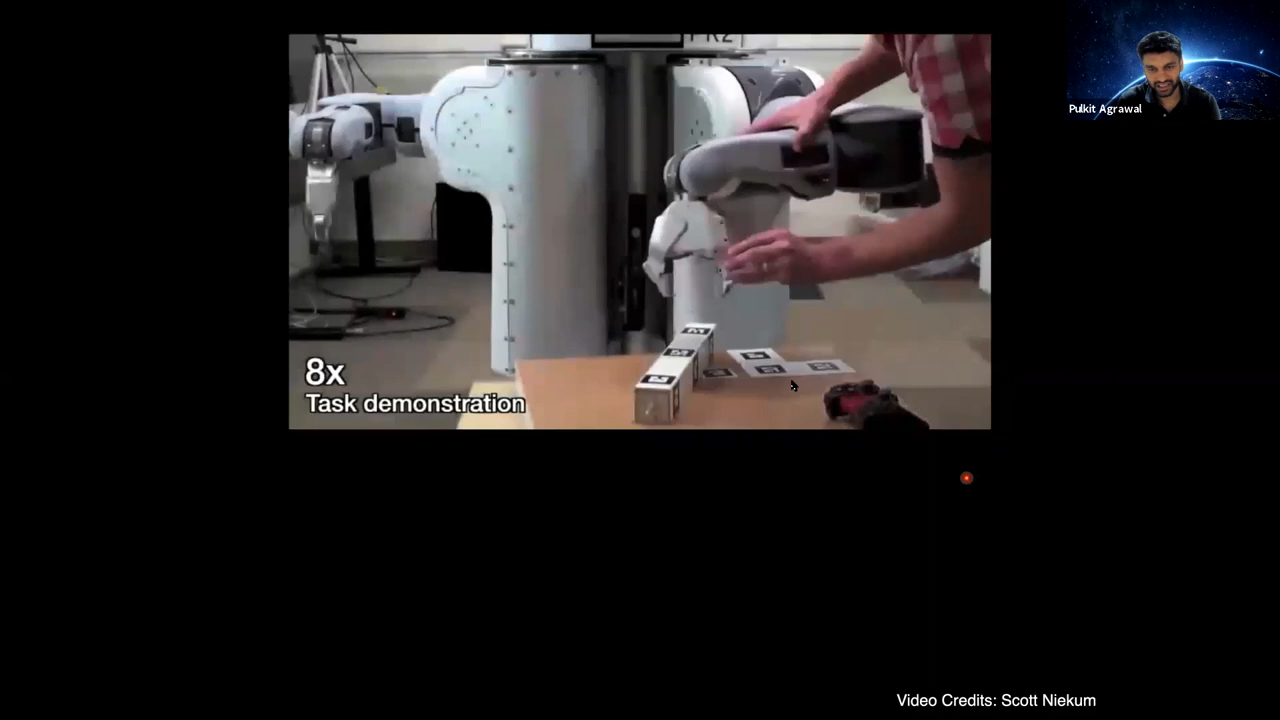 PR2
Pulkit Agrawal
8x
Task demonstration
Video Credits: Scott Niekum